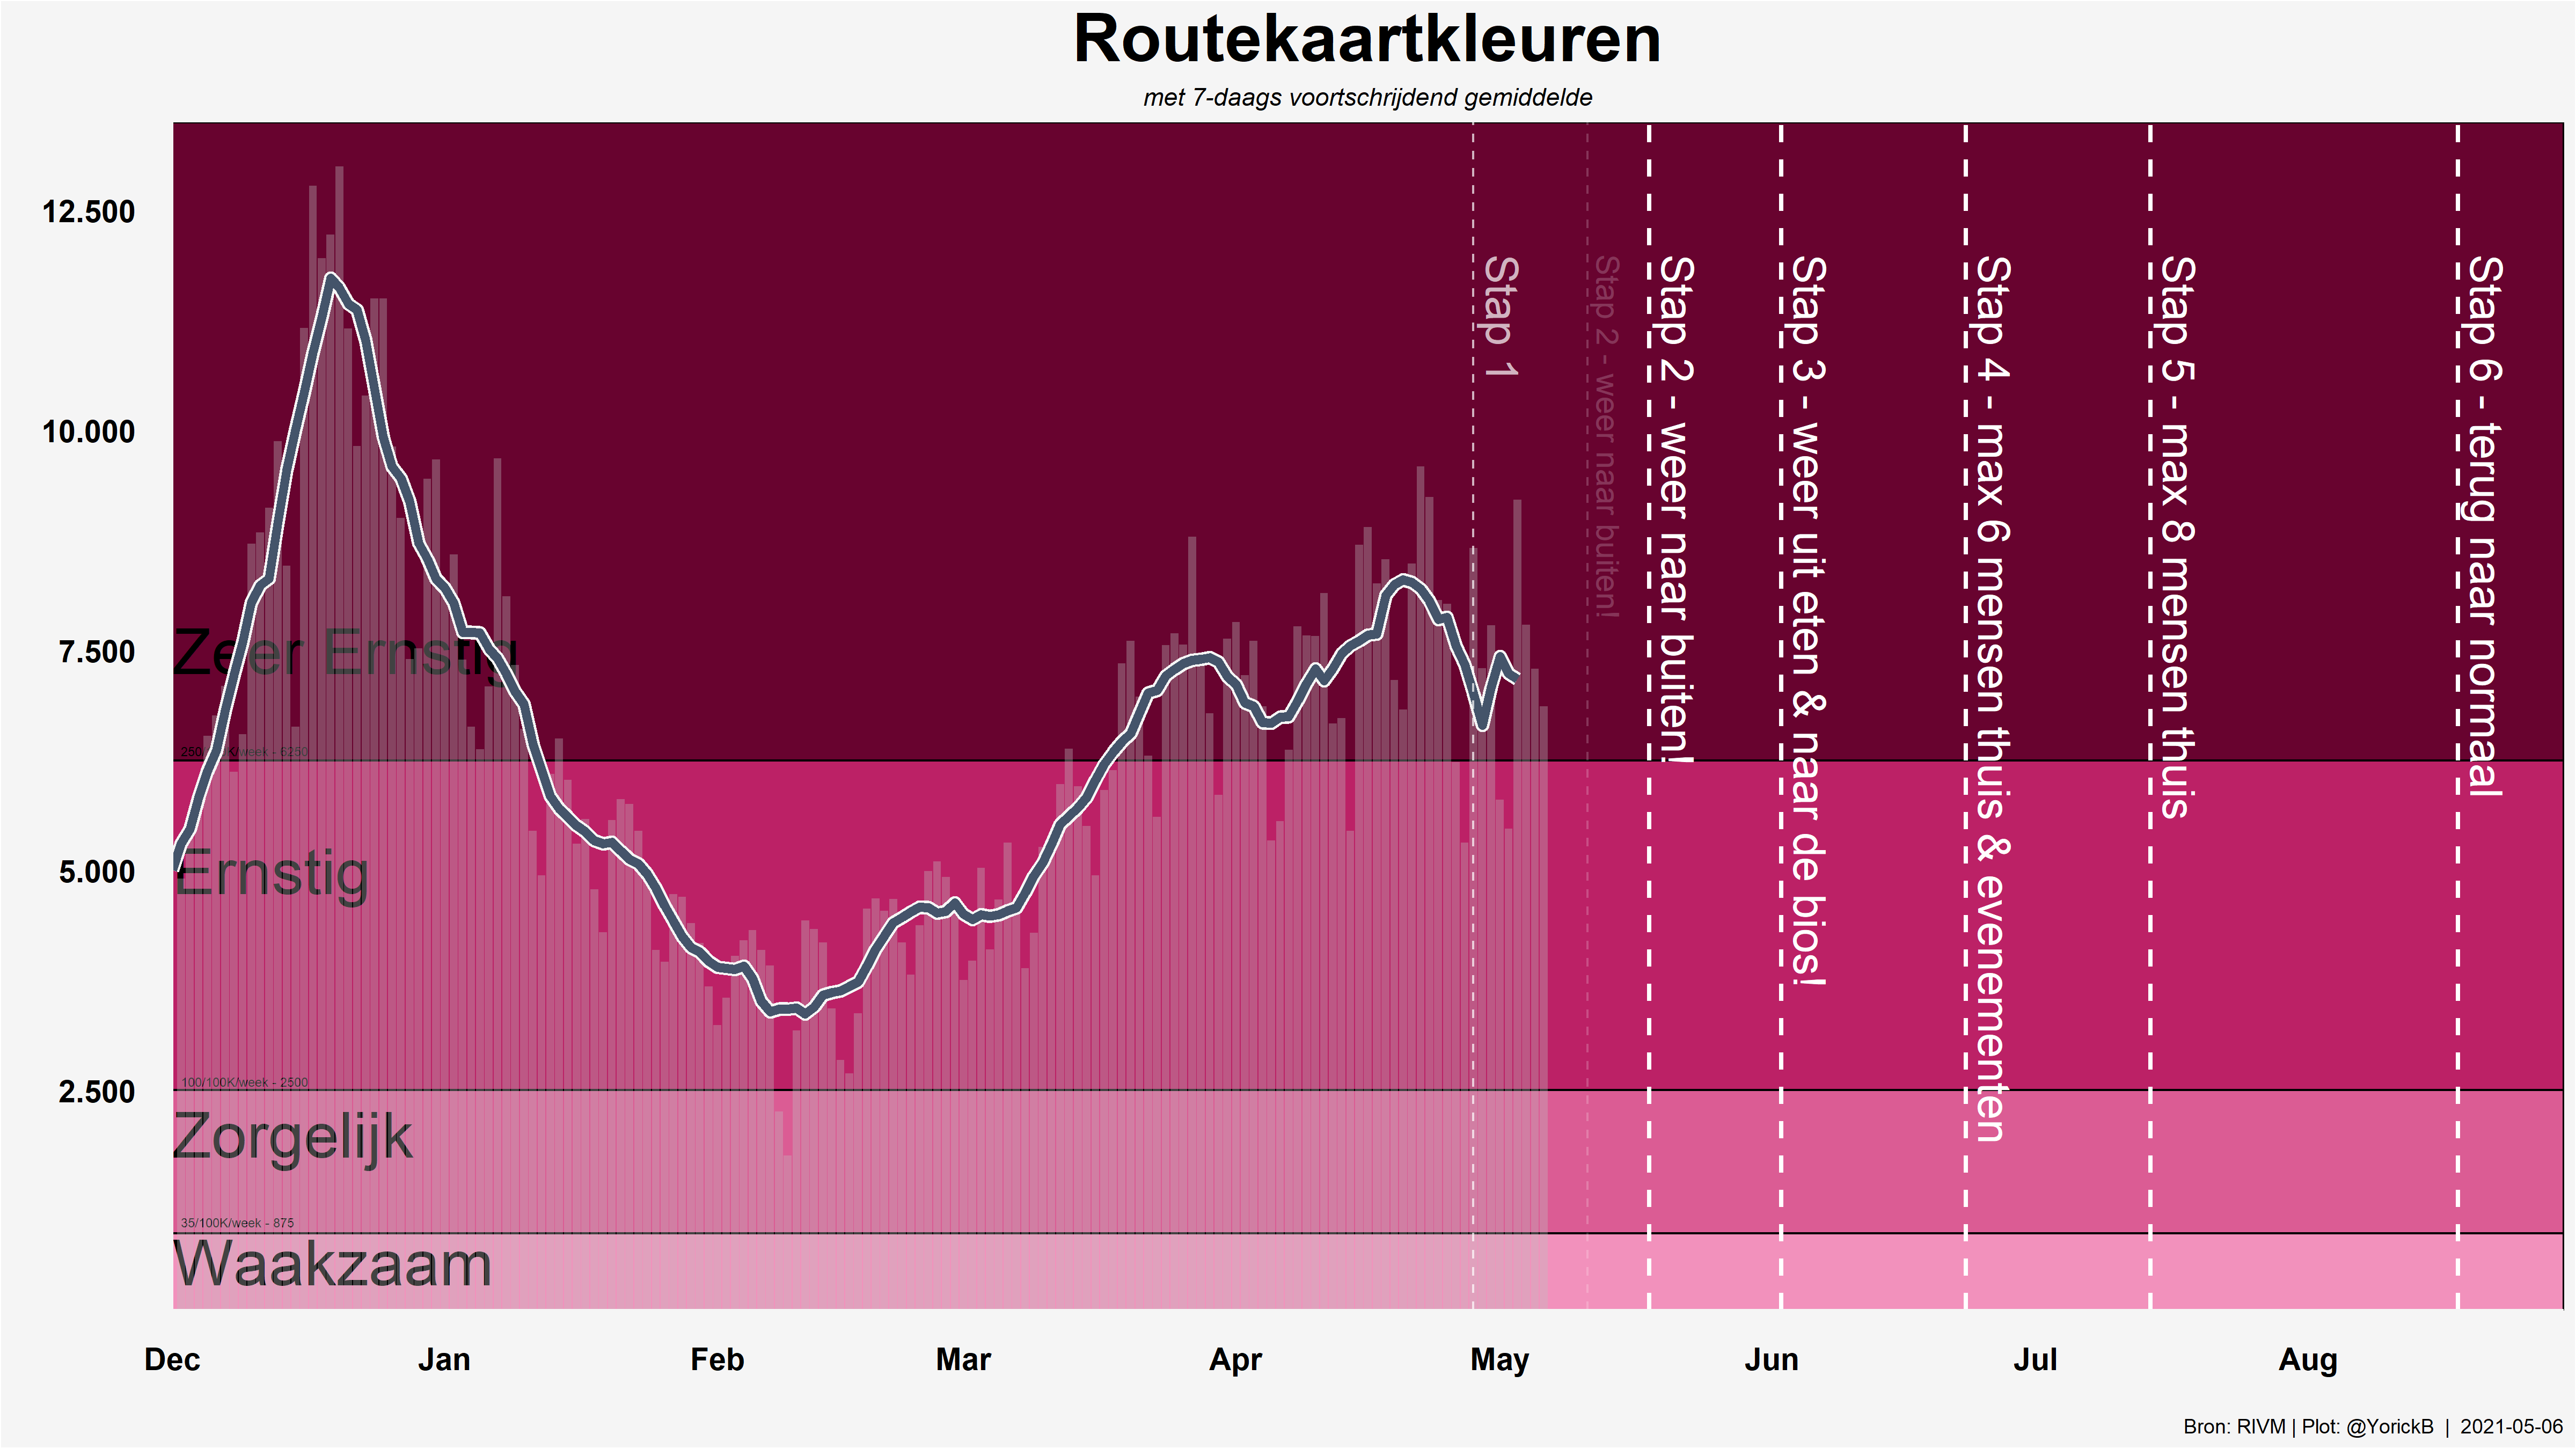 Routekaartkleuren
met 7-daags voortschrijdend gemiddelde
12.500
10.000
7.500
5.000
2.500
Zeer Ernstig
250/100K/week - 6250
Ernstig
100/100K/week - 2500
Zorgelijk
35/100K/week - 875
Waakzaam
Stap 1
Stap 2 - weer naar buiten!
Stap 2 - weer naar buiten!
Stap 3 - weer uit eten & naar de bios!
Stap 4 - max 6 mensen thuis & evenementen
Stap 5 - max 8 mensen thuis
Stap 6 - terug naar normaal
Dec Jan Feb Mar Apr May Jun Jul Aug
Bron: RIVM | Plot: @YorickB | 2021-05-06